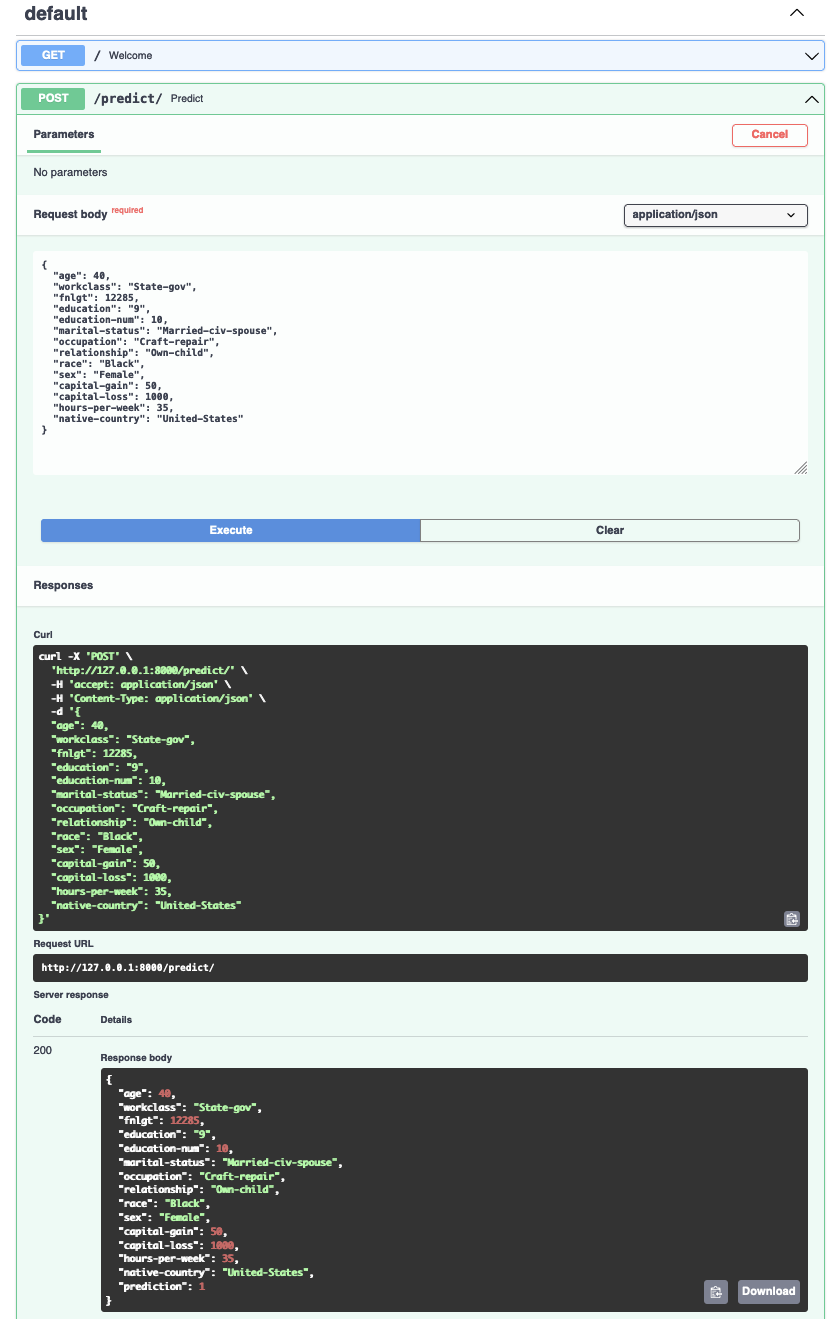 default
GET / Welcome
POST /predict/ Predict
Parameters
Cancel
No parameters
Request body required
application/json
{
"age": 40,
"workclass": "State-gov",
"fnlgt": 12285,
"education": "9",
"education-num": 10,
"marital-status": "Married-civ-spouse",
"occupation": "Craft-repair",
"relationship": "Own-child",
"race": "Black",
"sex": "Female",
"capital-gain": 50,
"capital-loss": 1000,
"hours-per-week": 35,
"native-country": "United-States"
}
Execute
Clear
Responses
Curl
curl -X 'POST' \
'http://127.0.0.1:8000/predict/' \
-H 'accept: application/json' \
-H 'Content-Type: application/json' \
-d '{
"age": 40,
"workclass": "State-gov",
"fnlgt": 12285,
"education": "9",
"education-num": 10,
"marital-status": "Married-civ-spouse",
"occupation": "Craft-repair",
"relationship": "Own-child",
"race": "Black",
"sex": "Female",
"capital-gain": 50,
"capital-loss": 1000,
"hours-per-week": 35,
"native-country": "United-States"
}'
Request URL
http://127.0.0.1:8000/predict/
Server response
Code Details
200
Response body
{
"age": 40,
"workclass": "State-gov",
"fnlgt": 12285,
"education": "9",
"education-num": 10,
"marital-status": "Married-civ-spouse",
"occupation": "Craft-repair",
"relationship": "Own-child",
"race": "Black",
"sex": "Female",
"capital-gain": 50,
"capital-loss": 1000,
"hours-per-week": 35,
"native-country": "United-States",
"prediction": 1
}
Download